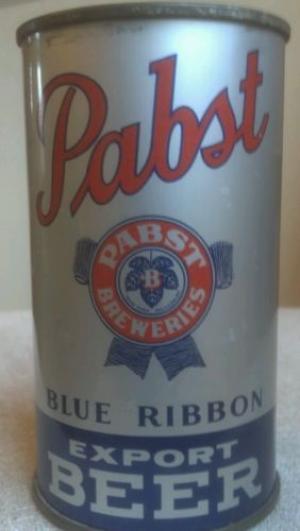 Pabst
PABST
B
BREWERIES
BLUE RIBBON
EXPORT
BEER